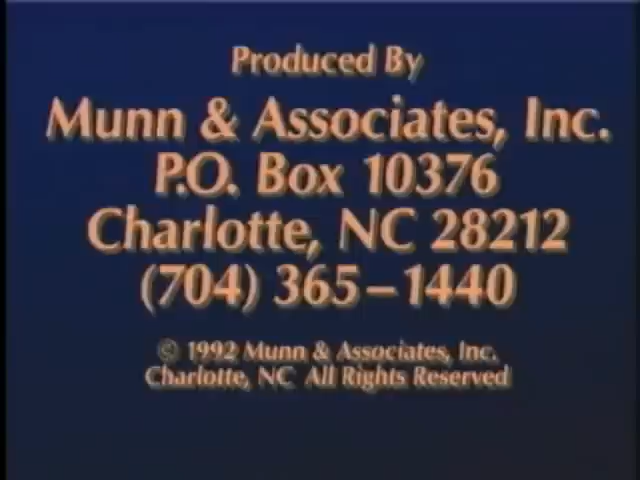 Produced By
Munn & Associates, Inc.
P.O. Box 10376
Charlotte, NC 28212
(704) 365-1440
© 1992 Munn & Associates, Inc.
Charlotte, NC All Rights Reserved